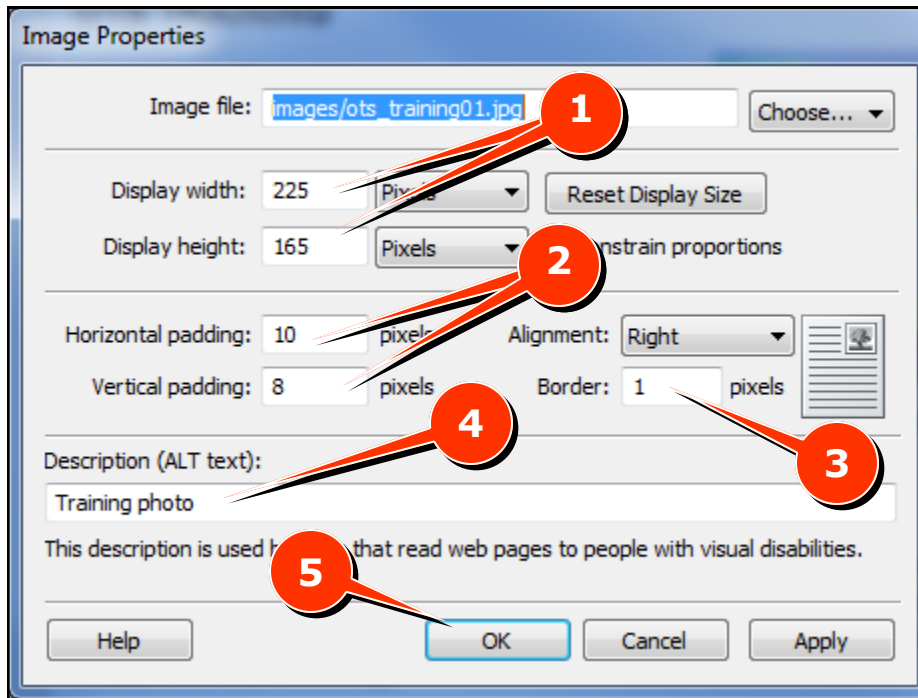 Image Properties
Image file: images/ots_training01.jpg Choose...
1
Display width: 225 Pixels Reset Display Size
Display height: 165 Pixels proportions
2
Horizontal padding: 10 pixels Alignment: Right
Vertical padding: 8 pixels Border: 1 pixels
4
3
Description (ALT text):
Training photo
This description is used that read web pages to people with visual disabilities.
5
Help OK Cancel Apply